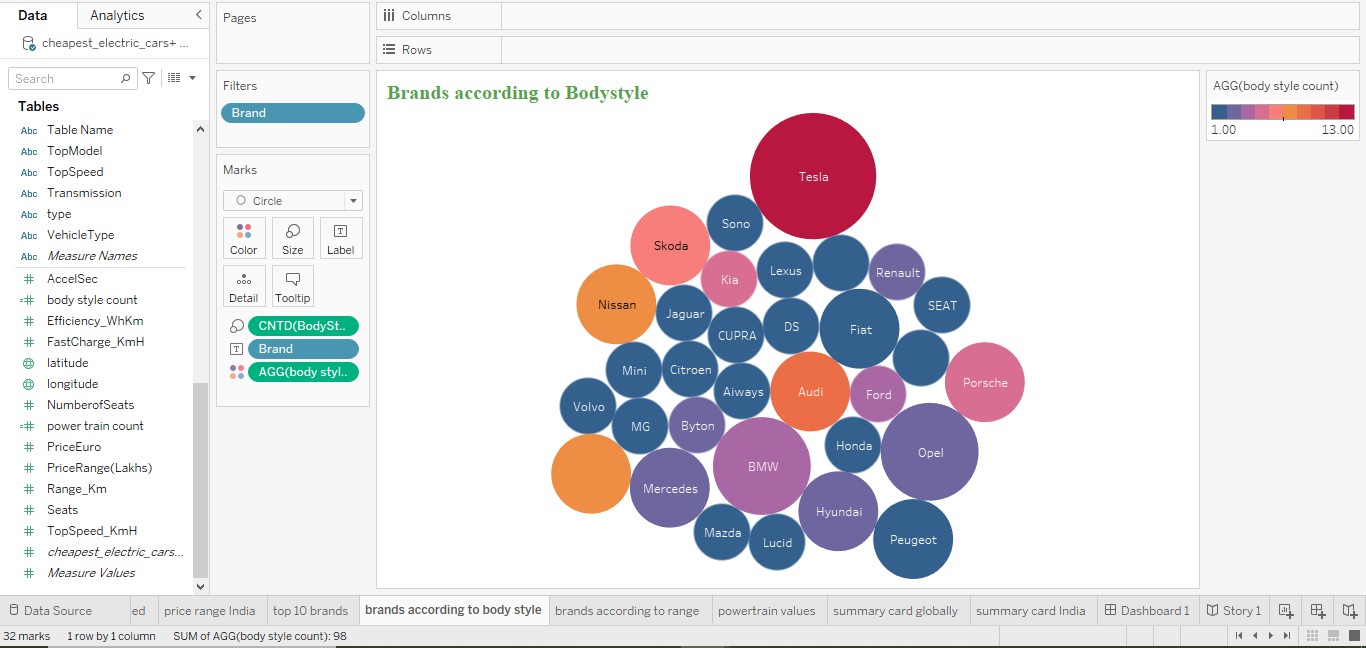 Data
Analytics
cheapest_electric_cars+ ...
Search
Tables
Abc Table Name
Abc TopModel
Abc TopSpeed
Abc Transmission
Abc type
Abc VehicleType
Abc Measure Names
# AccelSec
=# body style count
# Efficiency_WhKm
# FastCharge_KmH
latitude
longitude
# NumberofSeats
=# power train count
# PriceEuro
# PriceRange(Lakhs)
# Range_Km
# Seats
# TopSpeed_KmH
# cheapest_electric_cars...
# Measure Values
Pages
Filters
Brand
Marks
Circle
Color
Size
Label
Detail
Tooltip
CNTD(BodySt..
Brand
AGG(body styl..
Columns
Rows
Brands according to Bodystyle
Tesla
Sono
Skoda
Kia
Lexus
Renault
Nissan
Jaguar
SEAT
CUPRA
DS
Fiat
Mini
Citroen
Porsche
Aiways
Audi
Ford
Volvo
MG
Byton
Honda
Opel
BMW
Mercedes
Hyundai
Mazda
Lucid
Peugeot
AGG(body style count)
1.00
13.00
Data Source
ed
price range India
top 10 brands
brands according to body style
brands according to range
powertrain values
summary card globally
summary card India
Dashboard 1
Story 1
32 marks
1 row by 1 column
SUM of AGG(body style count): 98